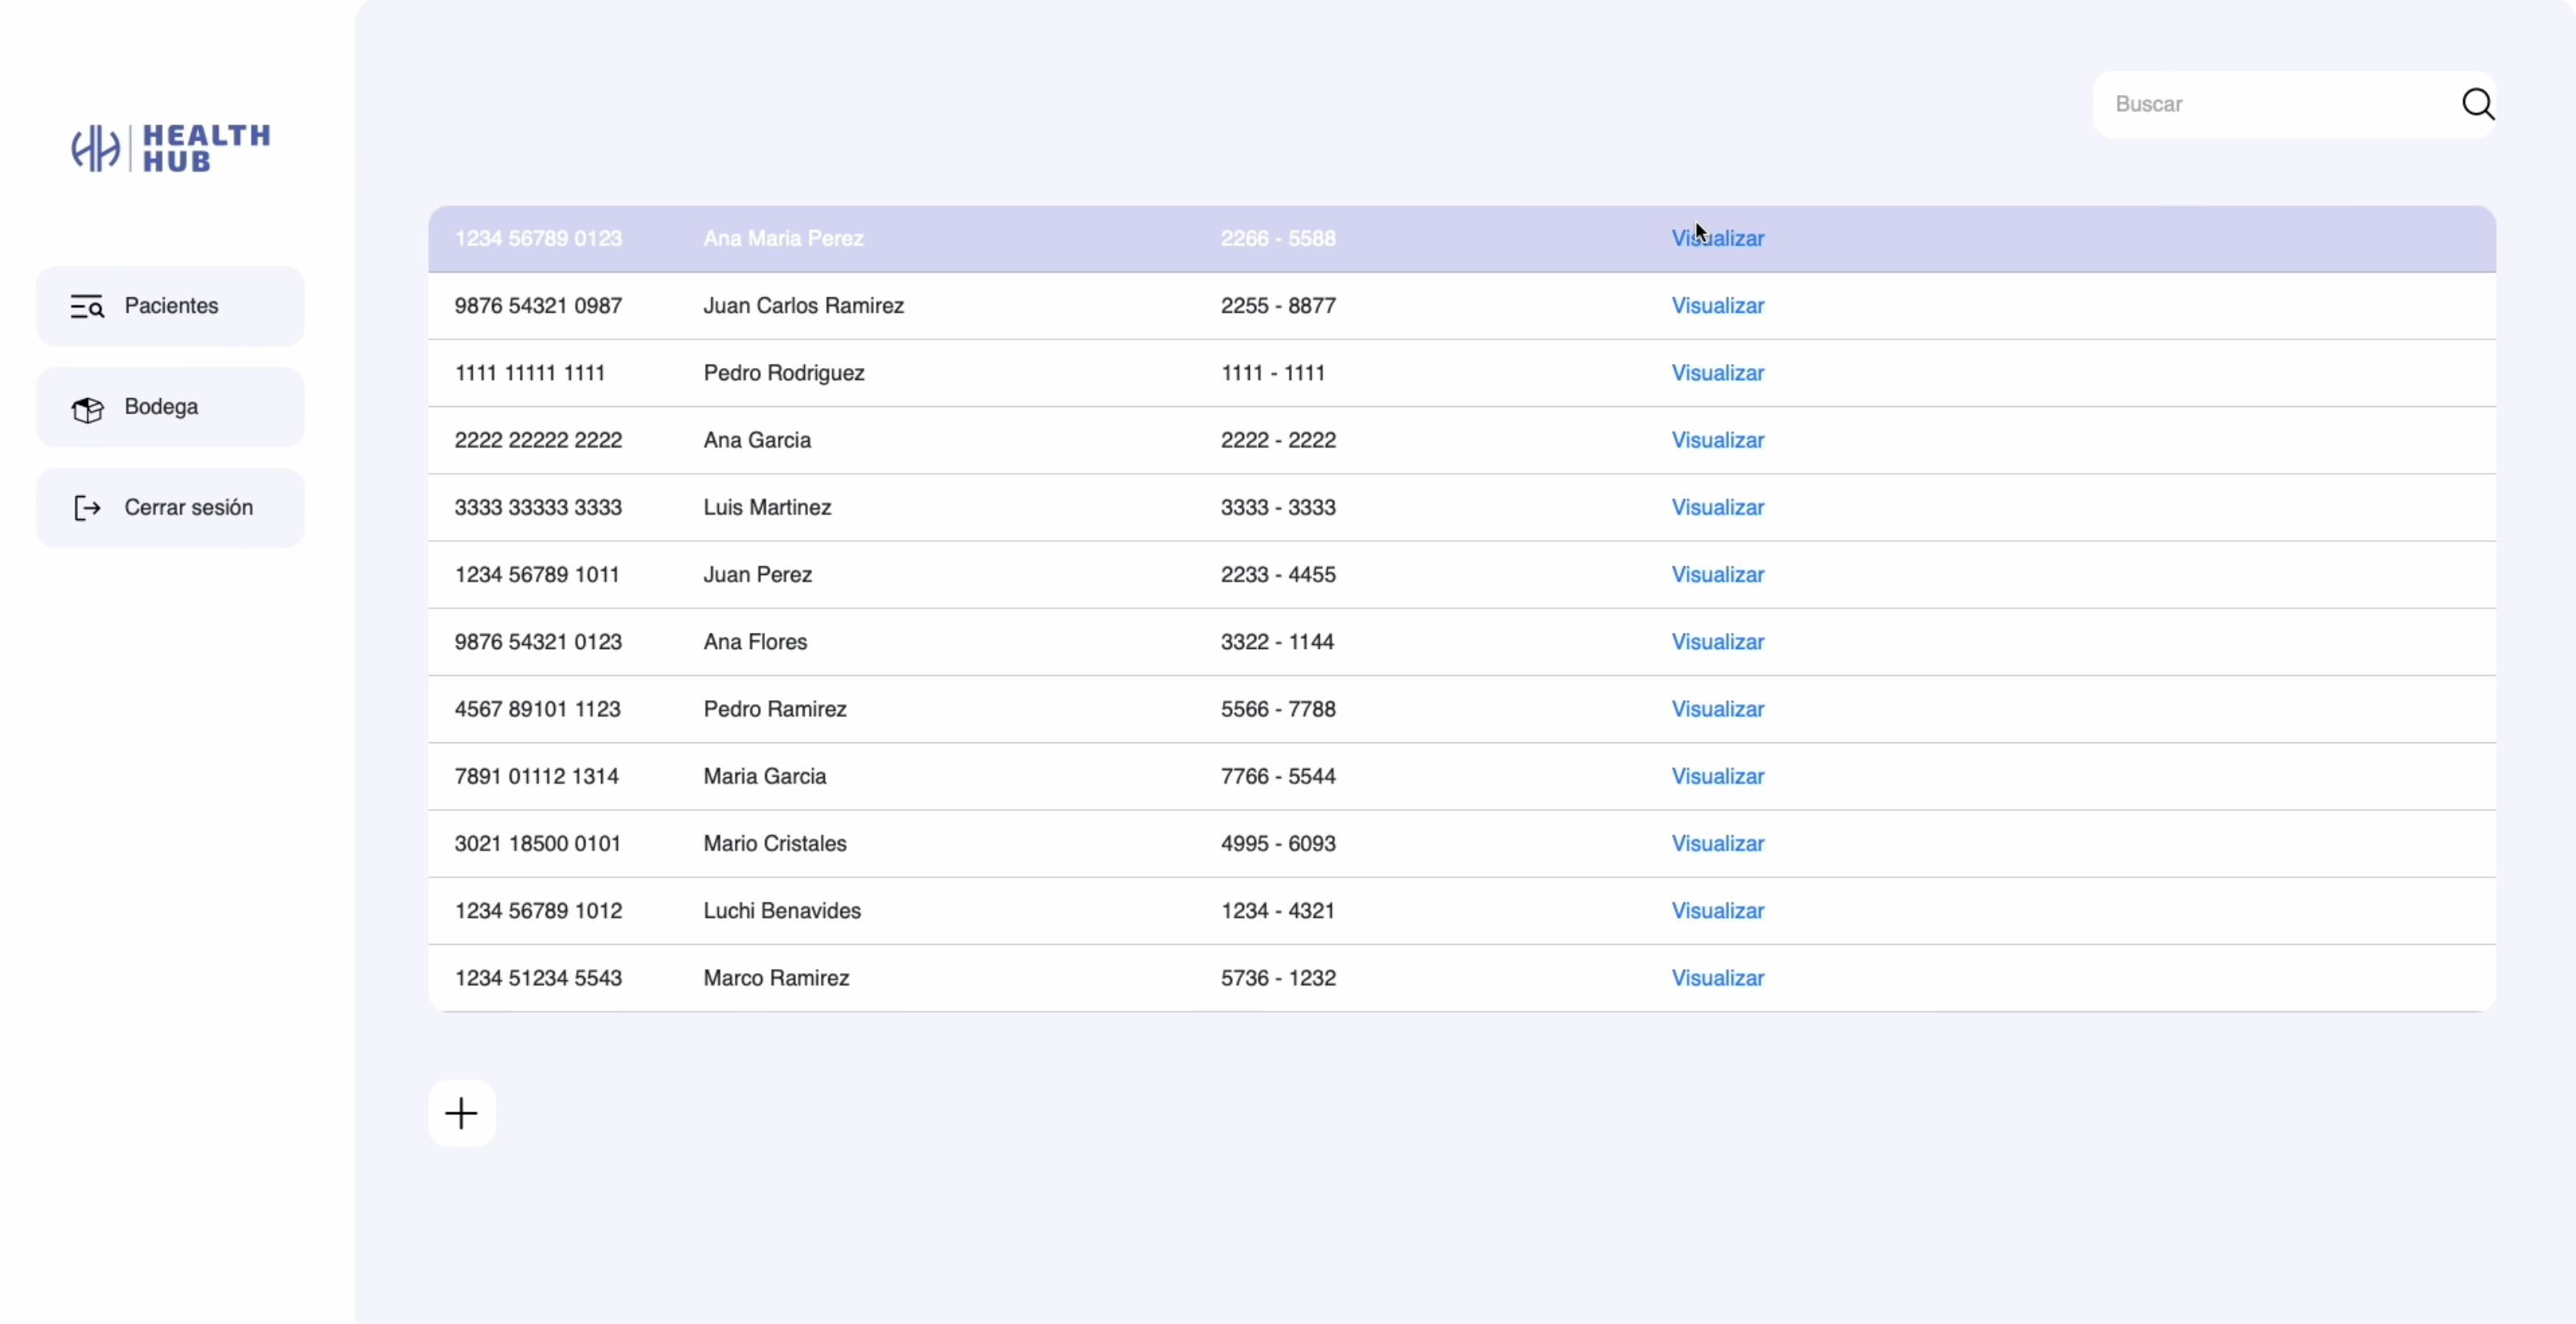 HEALTH
HUB
Pacientes
Bodega
Cerrar sesión
Buscar
1234 56789 0123 Ana Maria Perez 2266 - 5588 Visualizar
9876 54321 0987 Juan Carlos Ramirez 2255 - 8877 Visualizar
1111 11111 1111 Pedro Rodriguez 1111 - 1111 Visualizar
2222 22222 2222 Ana Garcia 2222 - 2222 Visualizar
3333 33333 3333 Luis Martinez 3333 - 3333 Visualizar
1234 56789 1011 Juan Perez 2233 - 4455 Visualizar
9876 54321 0123 Ana Flores 3322 - 1144 Visualizar
4567 89101 1123 Pedro Ramirez 5566 - 7788 Visualizar
7891 01112 1314 Maria Garcia 7766 - 5544 Visualizar
3021 18500 0101 Mario Cristales 4995 - 6093 Visualizar
1234 56789 1012 Luchi Benavides 1234 - 4321 Visualizar
1234 51234 5543 Marco Ramirez 5736 - 1232 Visualizar